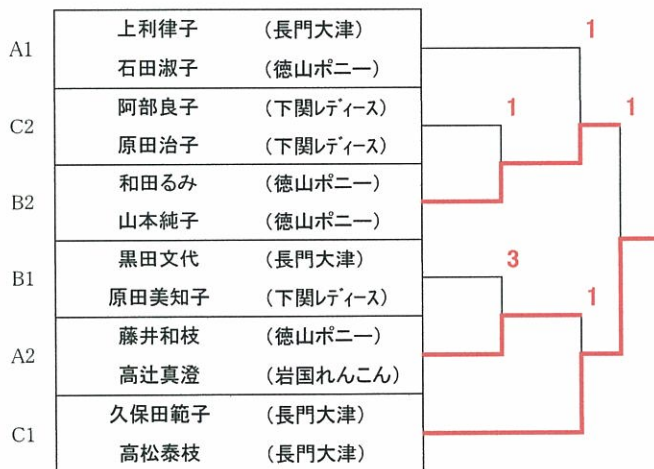 A1
上利律子 (長門大津)
石田淑子 (徳山ポニー)
C2
阿部良子 (下関レディース)
原田治子 (下関レディース)
B2
和田るみ (徳山ポニー)
山本純子 (徳山ポニー)
B1
黒田文代 (長門大津)
原田美知子 (下関レディース)
A2
藤井和枝 (徳山ポニー)
高辻真澄 (岩国れんこん)
C1
久保田範子 (長門大津)
高松泰枝 (長門大津)
1
1
1
3
1